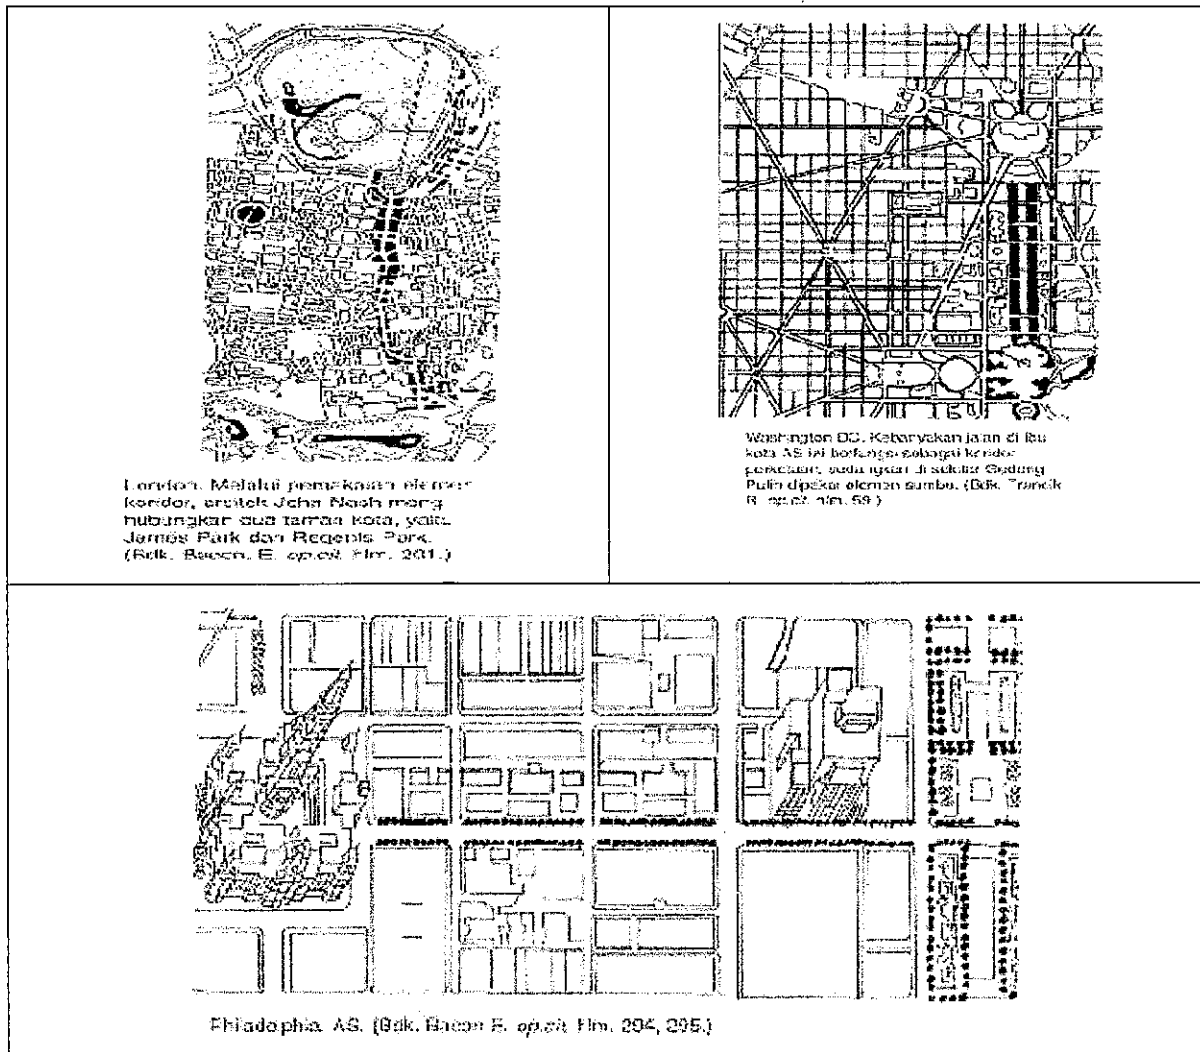 London. Melalui pemakaian elemen
koridor, arsitek John Nash meng
hubungkan dua taman kota, yaitu
James Park dan Regents Park.
(Bdk. Bacon, E. op.cit. Hlm. 201.)
Washington DC. Kebanyakan jalan di ibu
kota AS ini berfungsi sebagai koridor
perkotaan, sedangkan di sekitar Gedung
Putih dipakai elemen sumbu. (Bdk. Trancik
R. op.cit. hlm. 59.)
Philadelphia, AS. (Bdk. Bacon E. op.cit. Hlm. 294, 295.)